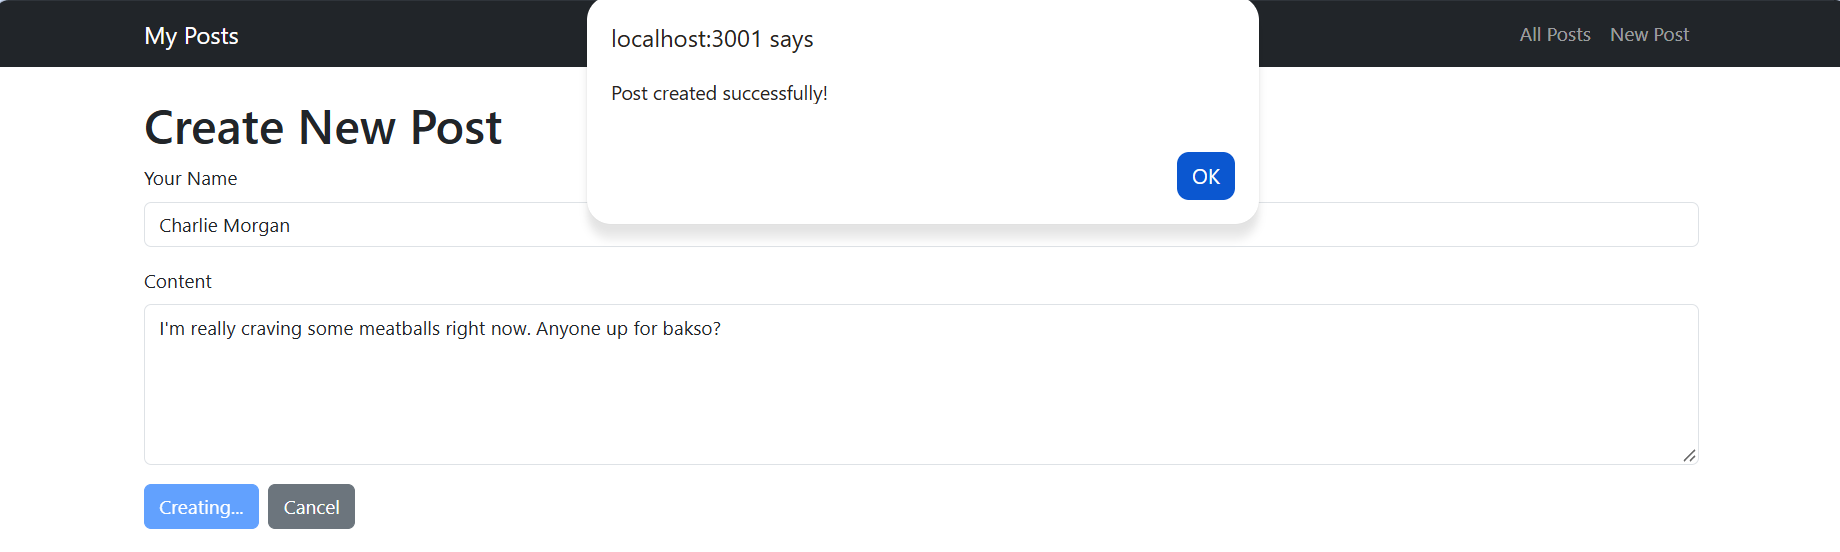 My Posts
All Posts
New Post
localhost:3001 says
Post created successfully!
OK
Create New Post
Your Name
Charlie Morgan
Content
I'm really craving some meatballs right now. Anyone up for bakso?
Creating...
Cancel